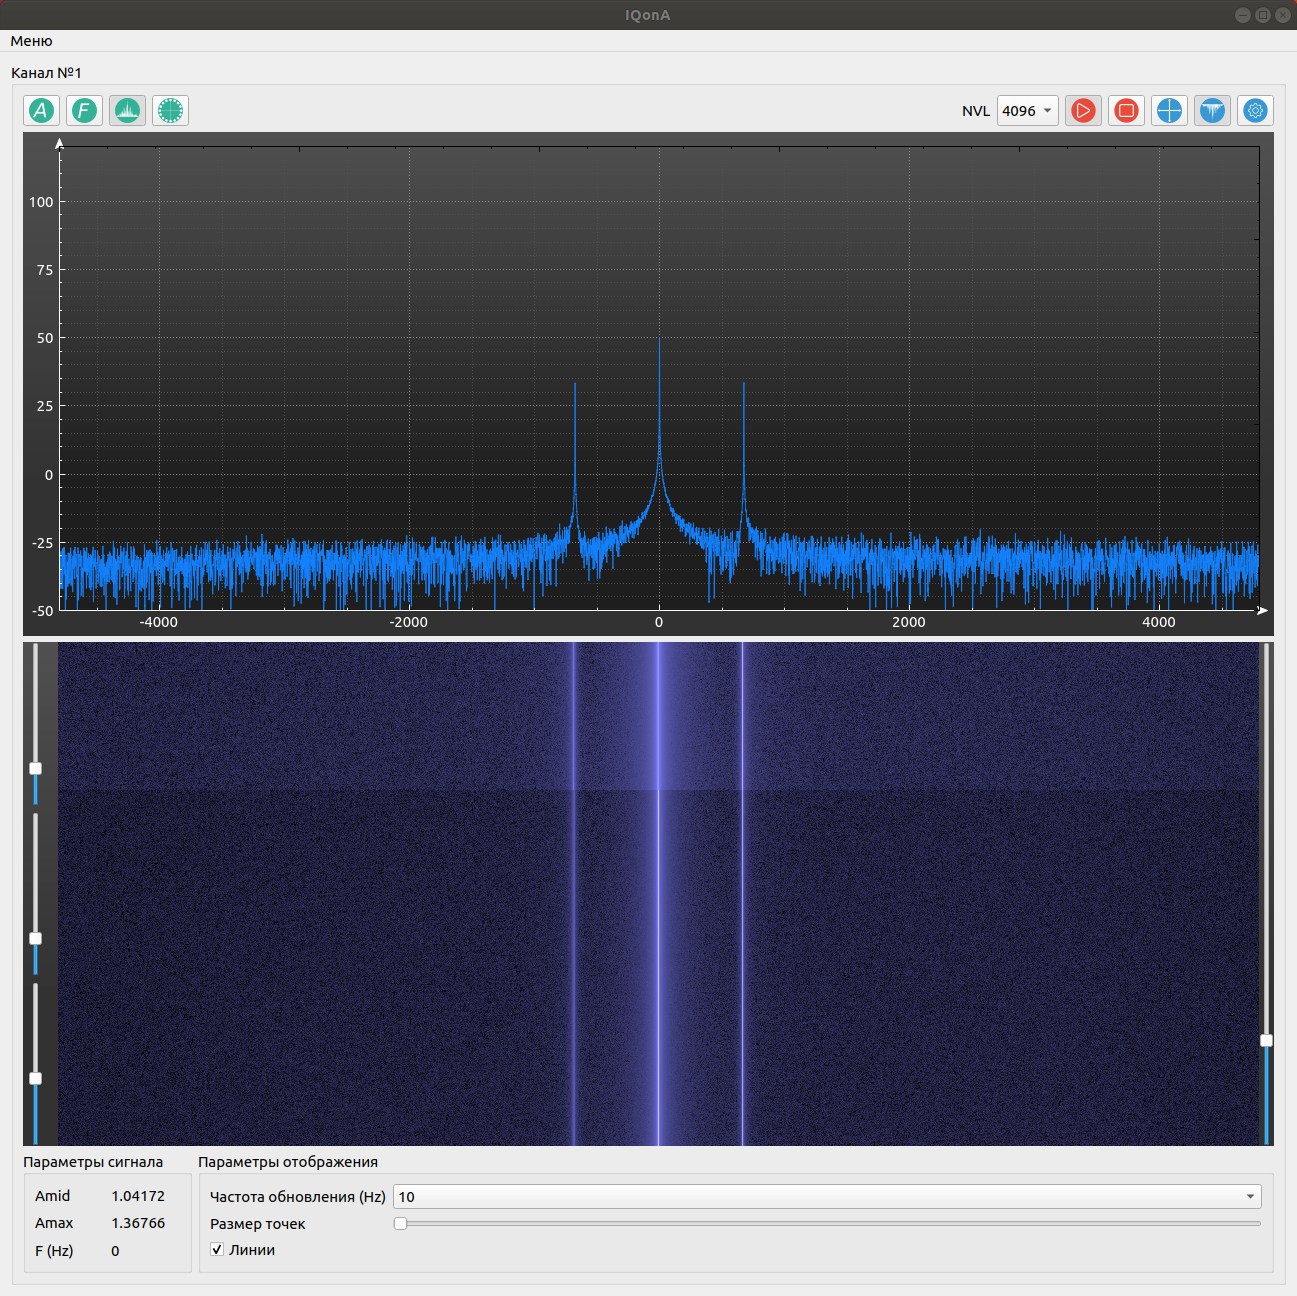 IQonA
Меню
Канал №1
A F NVL 4096
100
75
50
25
0
-25
-50
-4000 -2000 0 2000 4000
Параметры сигнала Параметры отображения
Amid 1.04172
Amax 1.36766
F (Hz) 0
Частота обновления (Hz) 10
Размер точек
Линии